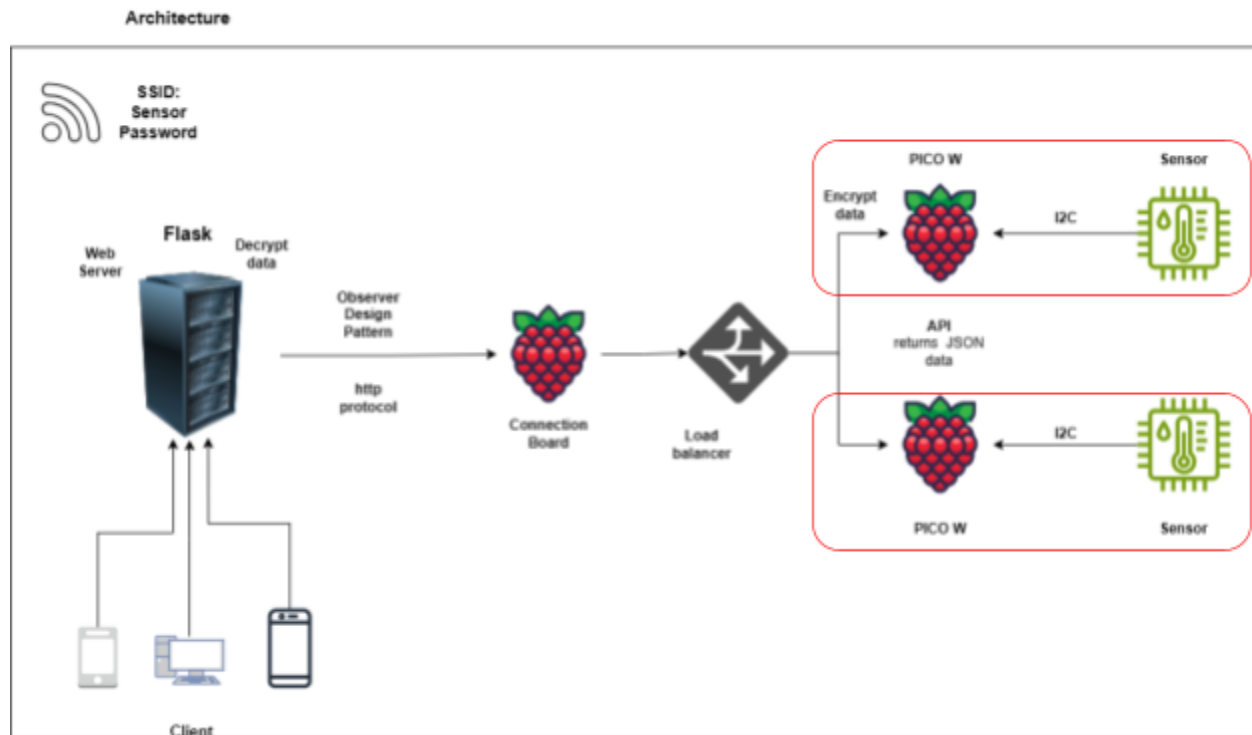 Architecture
SSID:
Sensor
Password
PICO W
Sensor
Encrypt
data
I2C
Flask
Web
Server
Decrypt
data
Observer
Design
Pattern
http
protocol
API
returns JSON
data
Connection
Board
Load
balancer
I2C
PICO W
Sensor
Client